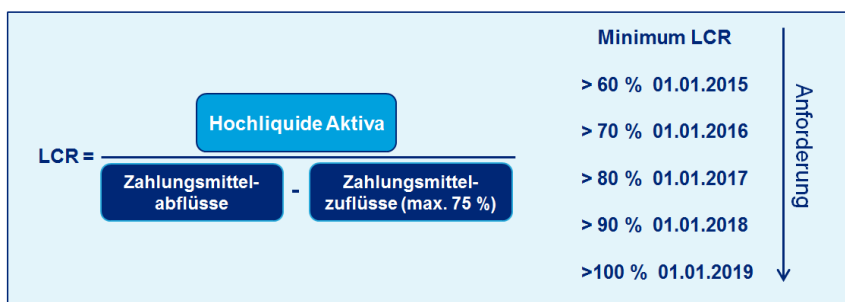 LCR =
Hochliquide Aktiva
Zahlungsmittel-
abflüsse
-
Zahlungsmittel-
zuflüsse (max. 75 %)
Minimum LCR
> 60 % 01.01.2015
> 70 % 01.01.2016
> 80 % 01.01.2017
> 90 % 01.01.2018
>100 % 01.01.2019
Anforderung